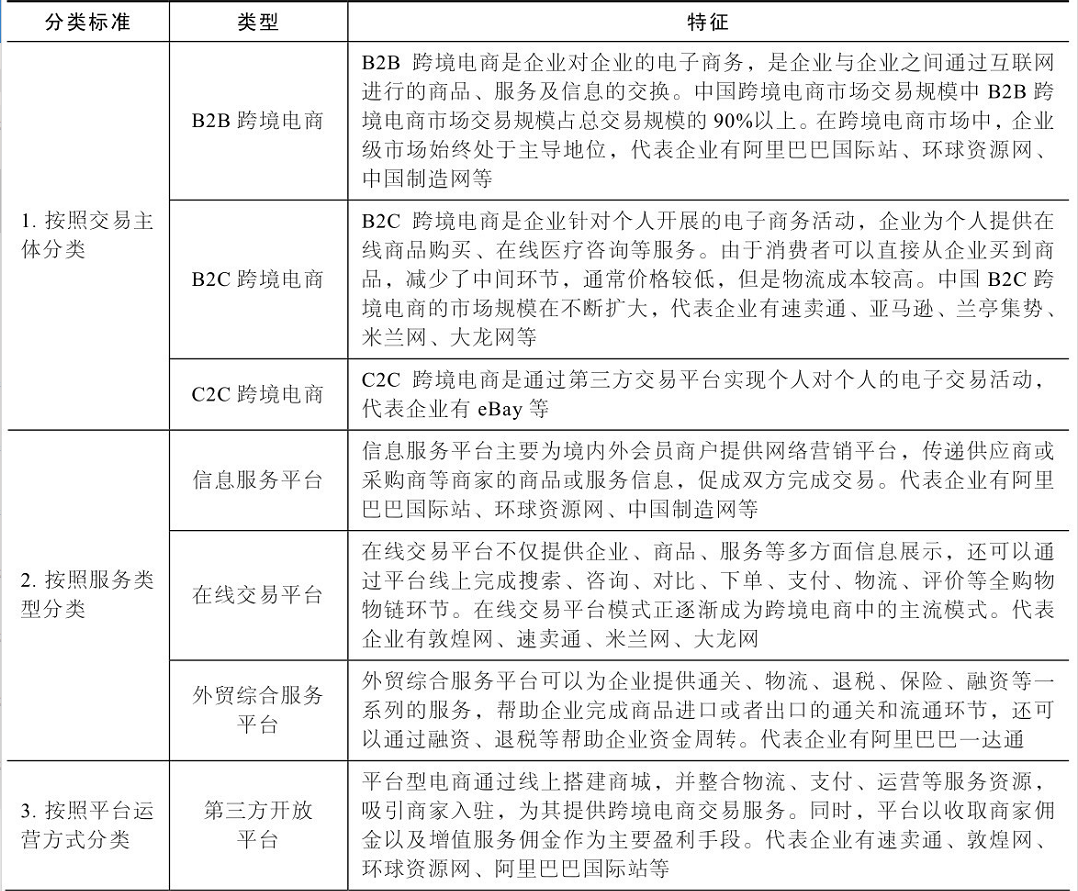 分类标准 类型 特征
B2B 跨境电商是企业对企业的电子商务，是企业与企业之间通过互联网
进行的商品、服务及信息的交换。中国跨境电商市场交易规模中 B2B 跨
B2B 跨境电商
境电商市场交易规模占总交易规模的 90%以上。在跨境电商市场中，企业
级市场始终处于主导地位，代表企业有阿里巴巴国际站、环球资源网、
中国制造网等
1. 按照交易主
体分类
B2C 跨境电商是企业针对个人开展的电子商务活动，企业为个人提供在
线商品购买、在线医疗咨询等服务。由于消费者可以直接从企业买到商
B2C 跨境电商
品，减少了中间环节，通常价格较低，但是物流成本较高。中国 B2C 跨
境电商的市场规模在不断扩大，代表企业有速卖通、亚马逊、兰亭集势、
米兰网、大龙网等
C2C 跨境电商
C2C 跨境电商是通过第三方交易平台实现个人对个人的电子交易活动，
代表企业有 eBay 等
信息服务平台
信息服务平台主要为境内外会员商户提供网络营销平台，传递供应商或
采购商等商家的商品或服务信息，促成双方完成交易。代表企业有阿里
巴巴国际站、环球资源网、中国制造网等
2. 按照服务类
型分类
在线交易平台
在线交易平台不仅提供企业、商品、服务等多方面信息展示，还可以通
过平台线上完成搜索、咨询、对比、下单、支付、物流、评价等全购物
物链环节。在线交易平台模式正逐渐成为跨境电商中的主流模式。代表
企业有敦煌网、速卖通、米兰网、大龙网
外贸综合服务
平台
外贸综合服务平台可以为企业提供通关、物流、退税、保险、融资等一
系列的服务，帮助企业完成商品进口或者出口的通关和流通环节，还可
以通过融资、退税等帮助企业资金周转。代表企业有阿里巴巴一达通
3. 按照平台运
营方式分类
第三方开放
平台
平台型电商通过线上搭建商城，并整合物流、支付、运营等服务资源，
吸引商家入驻，为其提供跨境电商交易服务。同时，平台以收取商家佣
金以及增值服务佣金作为主要盈利手段。代表企业有速卖通、敦煌网、
环球资源网、阿里巴巴国际站等